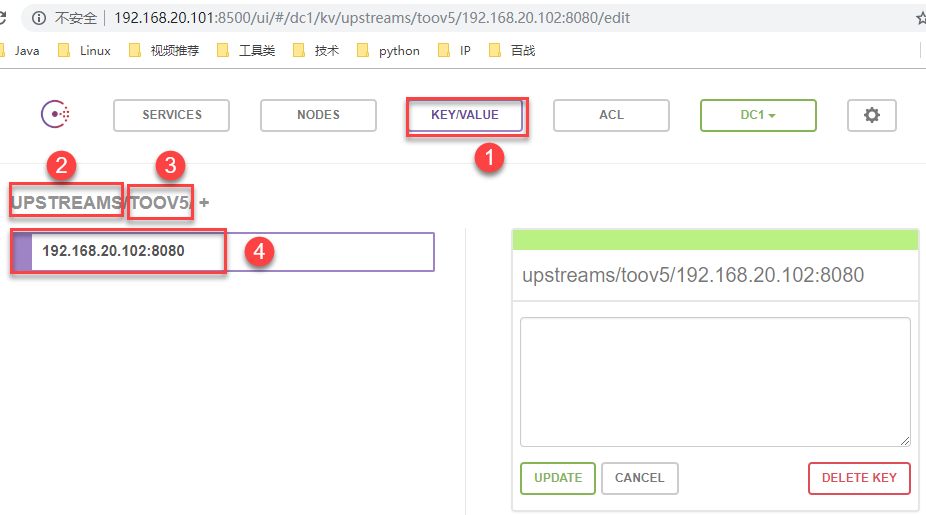 不安全 | 192.168.20.101:8500/ui/#/dc1/kv/upstreams/toov5/192.168.20.102:8080/edit
Java Linux 视频推荐 工具类 技术 python IP 百战
SERVICES NODES KEY/VALUE ACL DC1
1
2 3
UPSTREAMS/TOOV5/ +
192.168.20.102:8080 4
upstreams/toov5/192.168.20.102:8080
UPDATE CANCEL DELETE KEY